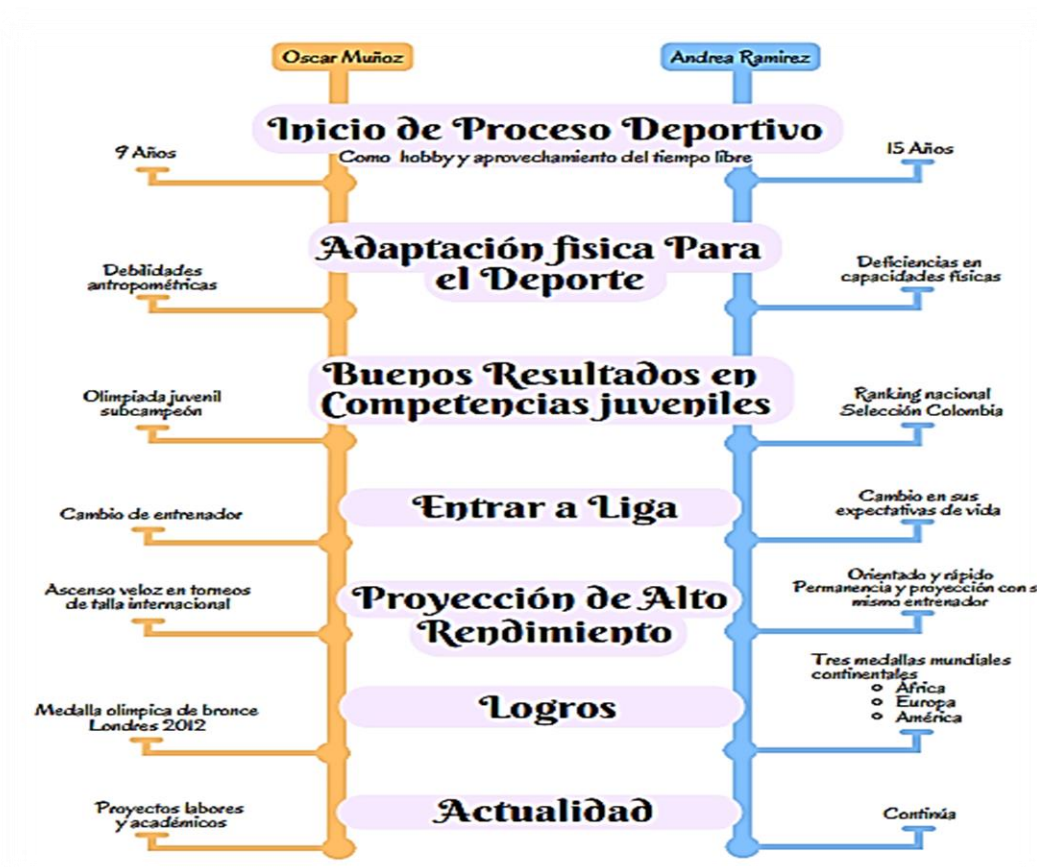 Oscar Muñoz
Andrea Ramirez
Inicio de Proceso Deportivo
Como hobby y aprovechamiento del tiempo libre
9 Años
15 Años
Adaptación fisica Para
el Deporte
Debilidades
antropométricas
Deficiencias en
capacidades físicas
Buenos Resultados en
Competencias juveniles
Olimpiada juvenil
subcampeón
Ranking nacional
Selección Colombia
Entrar a Liga
Cambio de entrenador
Cambio en sus
expectativas de vida
Proyección de Alto
Rendimiento
Ascenso veloz en torneos
de talla internacional
Orientado y rápido
Permanencia y proyección con s
mismo entrenador
Logros
Medalla olimpica de bronce
Londres 2012
Tres medallas mundiales
continentales
África
Europa
América
Actualidad
Proyectos labores
y académicos
Continúa